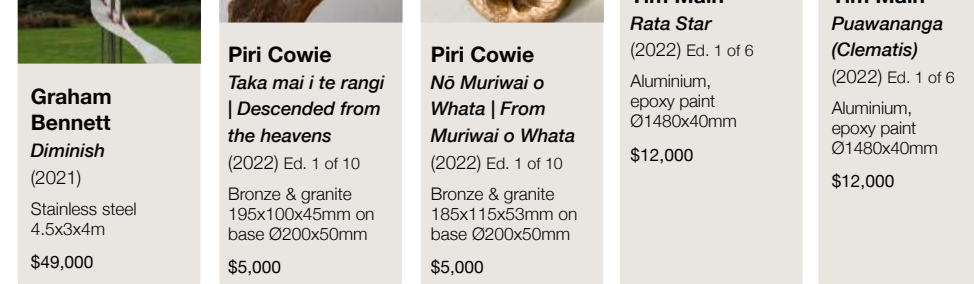 Graham
Bennett
Diminish
(2021)
Stainless steel
4.5x3x4m
$49,000
Piri Cowie
Taka mai i te rangi
| Descended from
the heavens
(2022) Ed. 1 of 10
Bronze & granite
195x100x45mm on
base Ø200x50mm
$5,000
Piri Cowie
Nō Muriwai o
Whata | From
Muriwai o Whata
(2022) Ed. 1 of 10
Bronze & granite
185x115x53mm on
base Ø200x50mm
$5,000
Tim Main
Rata Star
(2022) Ed. 1 of 6
Aluminium,
epoxy paint
Ø1480x40mm
$12,000
Tim Main
Puawananga
(Clematis)
(2022) Ed. 1 of 6
Aluminium,
epoxy paint
Ø1480x40mm
$12,000